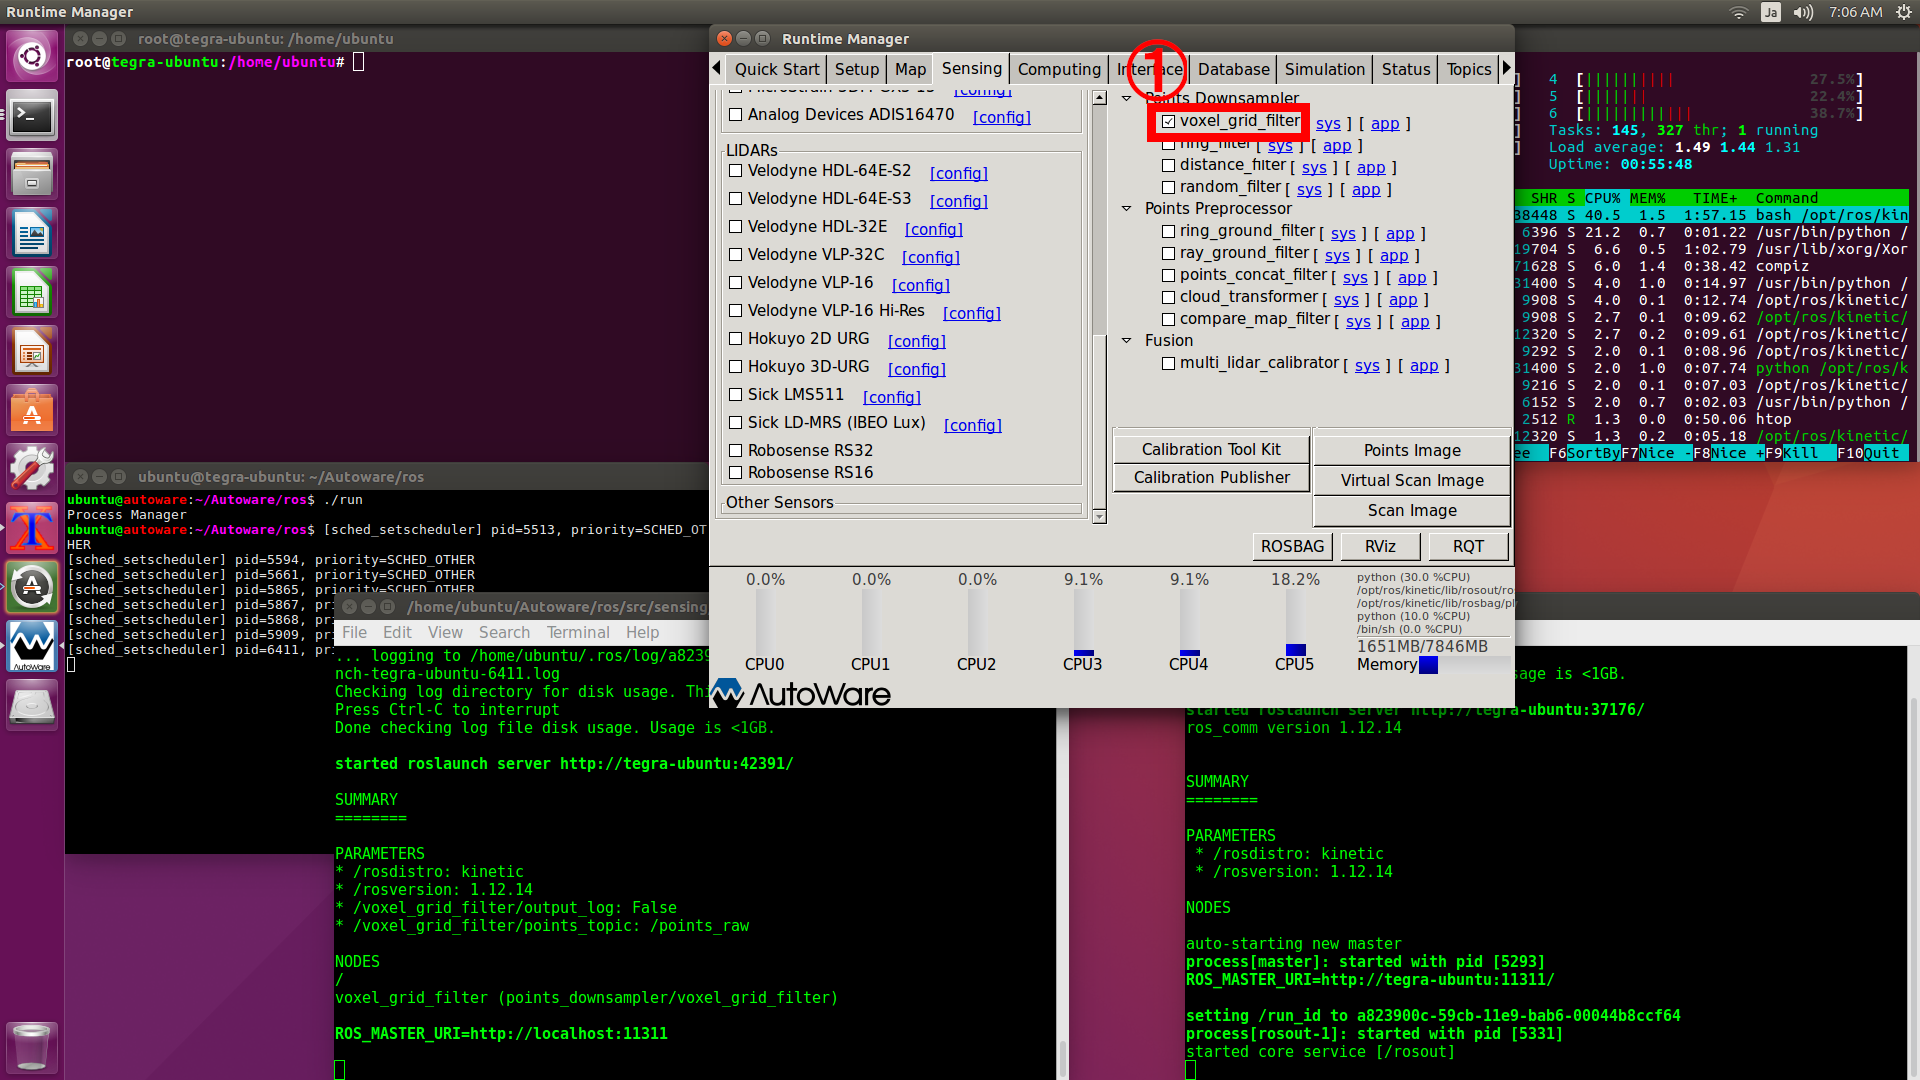 Runtime Manager
Ja
7:06 AM
root@tegra-ubuntu: /home/ubuntu
root@tegra-ubuntu:/home/ubuntu#
Runtime Manager
Quick Start
Setup
Map
Sensing
Computing
Interface
Database
Simulation
Status
Topics
1
[config]
Analog Devices ADIS16470 [config]
LIDARs
Velodyne HDL-64E-S2 [config]
Velodyne HDL-64E-S3 [config]
Velodyne HDL-32E [config]
Velodyne VLP-32C [config]
Velodyne VLP-16 [config]
Velodyne VLP-16 Hi-Res [config]
Hokuyo 2D URG [config]
Hokuyo 3D-URG [config]
Sick LMS511 [config]
Sick LD-MRS (IBEO Lux) [config]
Robosense RS32
Robosense RS16
Other Sensors
Points Downsampler
voxel_grid_filter sys ] [ app ]
ring_filter [ sys ] [ app ]
distance_filter [ sys ] [ app ]
random_filter [ sys ] [ app ]
Points Preprocessor
ring_ground_filter [ sys ] [ app ]
ray_ground_filter [ sys ] [ app ]
points_concat_filter [ sys ] [ app ]
cloud_transformer [ sys ] [ app ]
compare_map_filter [ sys ] [ app ]
Fusion
multi_lidar_calibrator [ sys ] [ app ]
Calibration Tool Kit
Calibration Publisher
Points Image
Virtual Scan Image
Scan Image
ROSBAG
RViz
RQT
0.0%
0.0%
0.0%
9.1%
9.1%
18.2%
CPU0
CPU1
CPU2
CPU3
CPU4
CPU5
python (30.0 %CPU)
/opt/ros/kinetic/lib/rosout/ros
/opt/ros/kinetic/lib/rosbag/pl
python (10.0 %CPU)
/bin/sh (0.0 %CPU)
1651MB/7846MB
Memory
AutoWare
] 4 [|||||||||| 27.5%]
] 5 [||||||| 22.4%]
] 6 [|||||||||||| 38.7%]
] Tasks: 145, 327 thr; 1 running
] Load average: 1.49 1.44 1.31
Uptime: 00:55:48
SHR S CPU% MEM% TIME+ Command
38448 S 40.5 1.5 1:57.15 bash /opt/ros/kin
6396 S 21.2 0.7 0:01.22 /usr/bin/python /
19704 S 6.6 0.5 1:02.79 /usr/lib/xorg/Xor
71628 S 6.0 1.4 0:38.42 compiz
31400 S 4.0 1.0 0:14.97 /usr/bin/python /
9908 S 4.0 0.1 0:12.74 /opt/ros/kinetic/
9908 S 2.7 0.1 0:09.62 /opt/ros/kinetic/
12320 S 2.7 0.2 0:09.61 /opt/ros/kinetic/
9292 S 2.0 0.1 0:08.96 /opt/ros/kinetic/
31400 S 2.0 1.0 0:07.74 python /opt/ros/k
9216 S 2.0 0.1 0:07.03 /opt/ros/kinetic/
6152 S 2.0 0.7 0:02.03 /usr/bin/python /
2512 R 1.3 0.0 0:50.06 htop
12320 S 1.3 0.2 0:05.18 /opt/ros/kinetic/
ee F6SortByF7Nice -F8Nice +F9Kill F10Quit
ubuntu@tegra-ubuntu: ~/Autoware/ros
ubuntu@autoware:~/Autoware/ros$ ./run
Process Manager
ubuntu@autoware:~/Autoware/ros$ [sched_setscheduler] pid=5513, priority=SCHED_OT
HER
[sched_setscheduler] pid=5594, priority=SCHED_OTHER
[sched_setscheduler] pid=5661, priority=SCHED_OTHER
[sched_setscheduler] pid=5865, priority=SCHED_OTHER
[sched_setscheduler] pid=5867, pri
[sched_setscheduler] pid=5868, pri
[sched_setscheduler] pid=5909, pri
[sched_setscheduler] pid=6411, pri
/home/ubuntu/Autoware/ros/src/sensing
File Edit View Search Terminal Help
... logging to /home/ubuntu/.ros/log/a823
nch-tegra-ubuntu-6411.log
Checking log directory for disk usage. Thi
Press Ctrl-C to interrupt
Done checking log file disk usage. Usage is <1GB.
started roslaunch server http://tegra-ubuntu:42391/
SUMMARY
========
PARAMETERS
* /rosdistro: kinetic
* /rosversion: 1.12.14
* /voxel_grid_filter/output_log: False
* /voxel_grid_filter/points_topic: /points_raw
NODES
/
voxel_grid_filter (points_downsampler/voxel_grid_filter)
ROS_MASTER_URI=http://localhost:11311
sage is <1GB.
started roslaunch server http://tegra-ubuntu:37176/
ros_comm version 1.12.14
SUMMARY
========
PARAMETERS
* /rosdistro: kinetic
* /rosversion: 1.12.14
NODES
auto-starting new master
process[master]: started with pid [5293]
ROS_MASTER_URI=http://tegra-ubuntu:11311/
setting /run_id to a823900c-59cb-11e9-bab6-00044b8ccf64
process[rosout-1]: started with pid [5331]
started core service [/rosout]
AUTOWARE